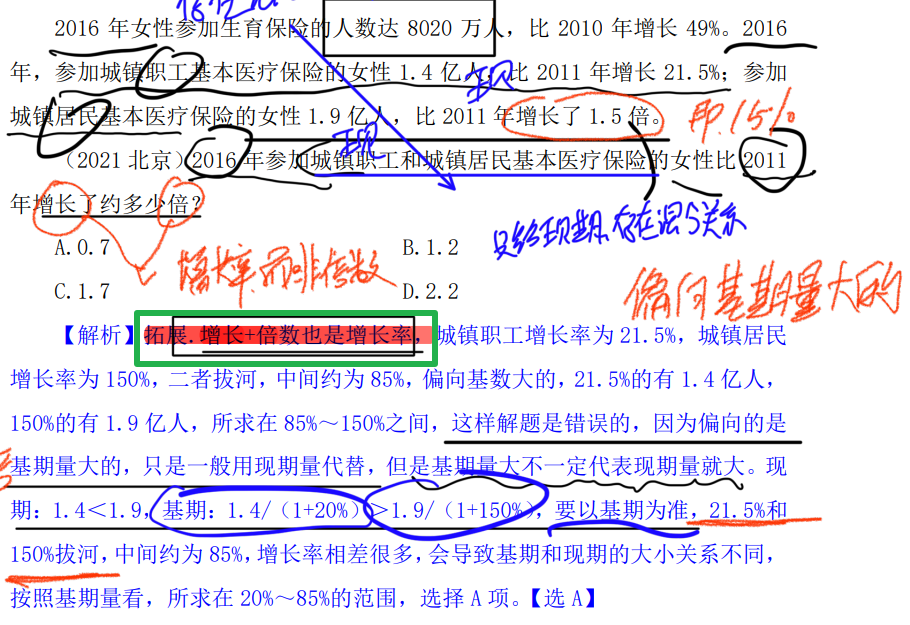 2016 年女性参加生育保险的人数达 8020 万人，比 2010 年增长 49%。2016
年，参加城镇职工基本医疗保险的女性 1.4 亿人，比 2011 年增长 21.5%；参加
现
城镇居民基本医疗保险的女性 1.9 亿人，比 2011 年增长了 1.5 倍。
即150%
现
（2021 北京）2016 年参加城镇职工和城镇居民基本医疗保险的女性比 2011
年增长了约多少倍？
只给现期.存在混合关系
A.0.7
B.1.2
增长率.而非倍数
C.1.7
D.2.2
偏向基期量大的
【解析】拓展.增长+倍数也是增长率，城镇职工增长率为 21.5%，城镇居民
增长率为 150%，二者拔河，中间约为 85%，偏向基数大的，21.5%的有 1.4 亿人，
150%的有 1.9 亿人，所求在 85%～150%之间，这样解题是错误的，因为偏向的是
基期量大的，只是一般用现期量代替，但是基期量大不一定代表现期量就大。现
期：1.4＜1.9，基期：1.4/（1+20%）＞1.9/（1+150%），要以基期为准，21.5%和
150%拔河，中间约为 85%，增长率相差很多，会导致基期和现期的大小关系不同，
按照基期量看，所求在 20%～85%的范围，选择 A 项。【选 A】